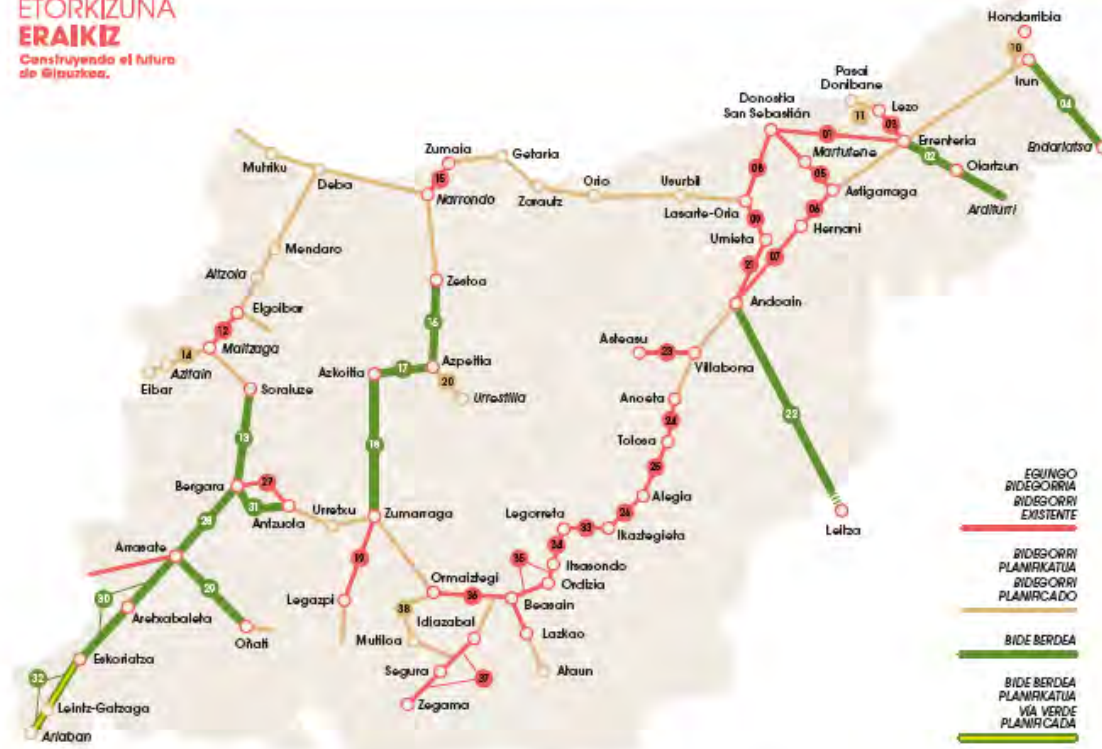 ETORKIZUNA
ERAIKIZ
Construyendo el futuro
de Gipuzkoa.
Hondarribia
10
Irun
04
Endarlatsa
Pasai
Donibane
11
Lezo
03
Donostia
San Sebastián
01
Errenteria
02
Oiartzun
Arditurri
Martutene
05
Astigarraga
08
06
Hernani
Lasarte-Oria
09
Urnieta
21
07
Andoain
22
Leitza
Mutriku
Deba
Zumaia
15
Narrondo
Getaria
Zarautz
Orio
Usurbil
Mendaro
Altzola
Elgoibar
12
Maltzaga
14
Azitain
Eibar
Soraluze
13
Zestoa
16
Azpeitia
17
Azkoitia
20
Urrestilla
18
Asteasu
23
Villabona
Anoeta
24
Tolosa
25
Alegia
26
Ikaztegieta
33
Legorreta
34
Itsasondo
35
Ordizia
Bergara
27
31
Antzuola
Urretxu
Zumarraga
28
Arrasate
19
Legazpi
29
Oñati
30
Aretxabaleta
Eskoriatza
32
Leintz-Gatzaga
Arlaban
Ormaiztegi
36
Beasain
38
Idiazabal
Lazkao
Mutiloa
Ataun
Segura
37
Zegama
EGUNGO
BIDEGORRIA
BIDEGORRI
EXISTENTE
BIDEGORRI
PLANIFIKATUA
BIDEGORRI
PLANIFICADO
BIDE BERDEA
BIDE BERDEA
PLANIFIKATUA
VÍA VERDE
PLANIFICADA